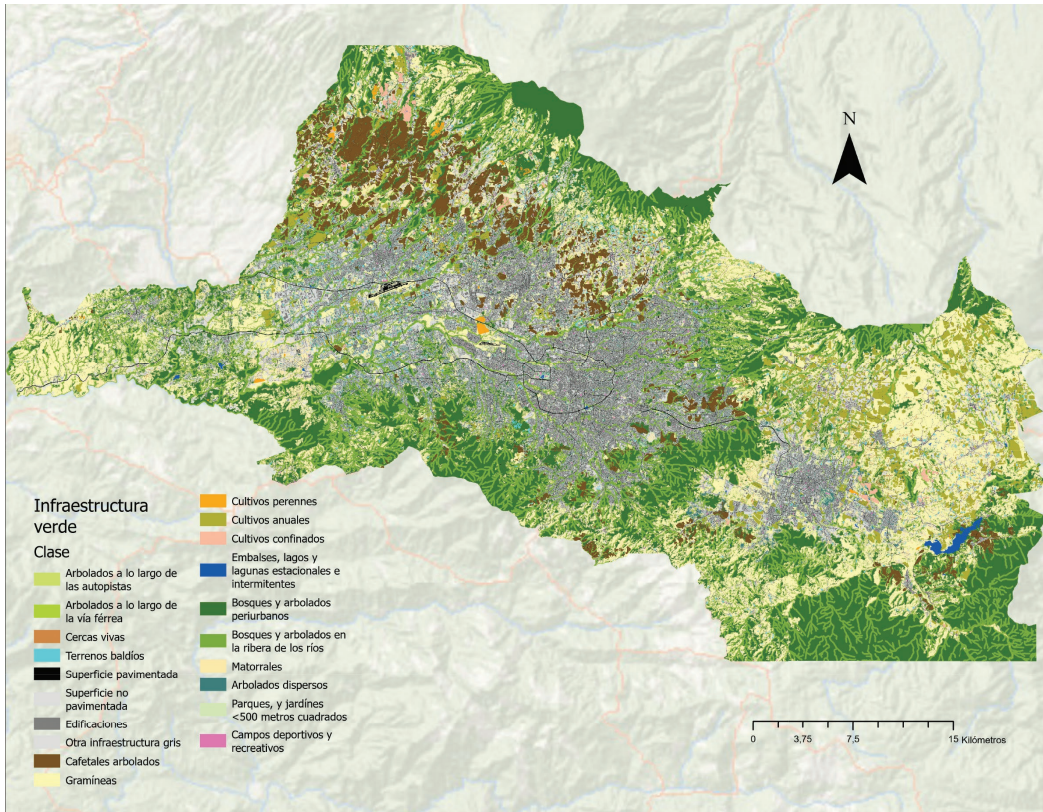 N
Infraestructura
verde
Clase
Arbolados a lo largo de
las autopistas
Arbolados a lo largo de
la vía férrea
Cercas vivas
Terrenos baldíos
Superficie pavimentada
Superficie no
pavimentada
Edificaciones
Otra infraestructura gris
Cafetales arbolados
Gramíneas
Cultivos perennes
Cultivos anuales
Cultivos confinados
Embalses, lagos y
lagunas estacionales e
intermitentes
Bosques y arbolados
periurbanos
Bosques y arbolados en
la ribera de los ríos
Matorrales
Arbolados dispersos
Parques, y jardínes
<500 metros cuadrados
Campos deportivos y
recreativos
0 3,75 7,5 15 Kilómetros